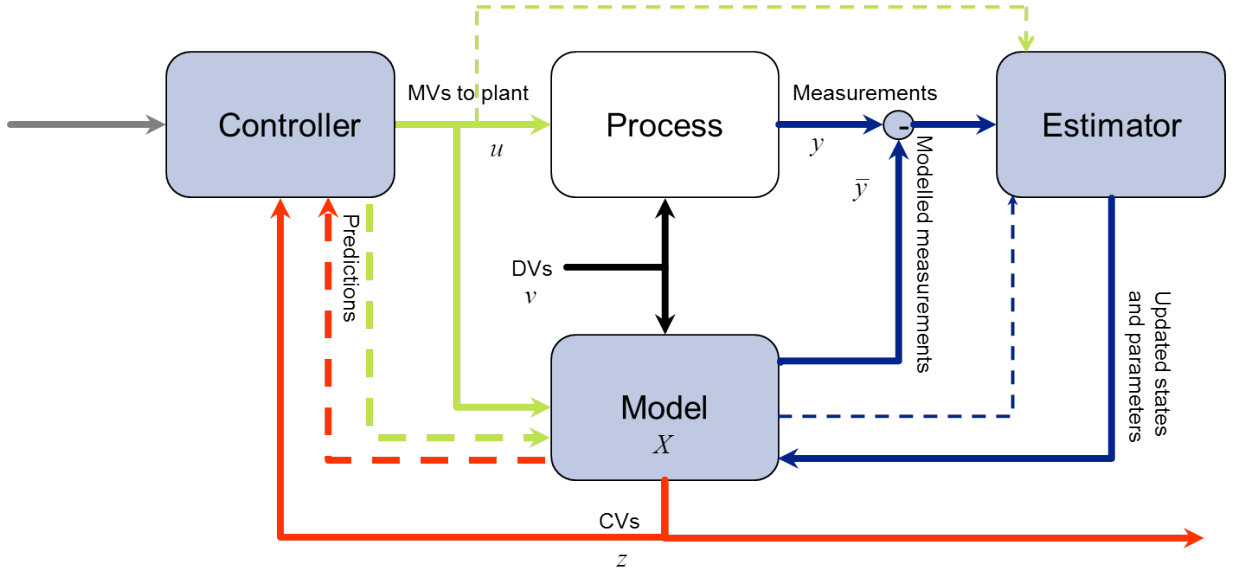 Controller
MVs to plant
u
Process
Measurements
y
-
Estimator
Predictions
DVs
v
y̅
Modelled measurements
Updated states
and parameters
Model
X
CVs
z